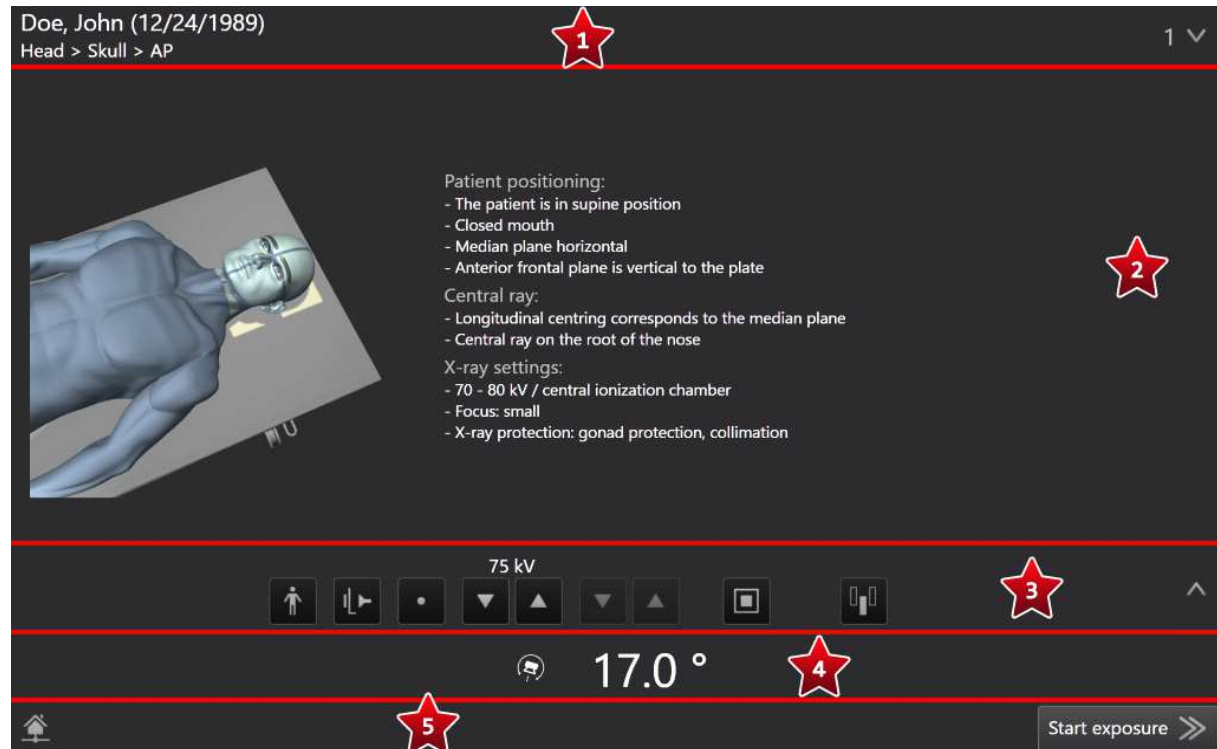 Doe, John (12/24/1989)
Head > Skull > AP
1
1
Patient positioning:
- The patient is in supine position
- Closed mouth
- Median plane horizontal
- Anterior frontal plane is vertical to the plate
2
Central ray:
- Longitudinal centring corresponds to the median plane
- Central ray on the root of the nose
X-ray settings:
- 70 - 80 kV / central ionization chamber
- Focus: small
- X-ray protection: gonad protection, collimation
75 kV
3
17.0 °
4
5
Start exposure